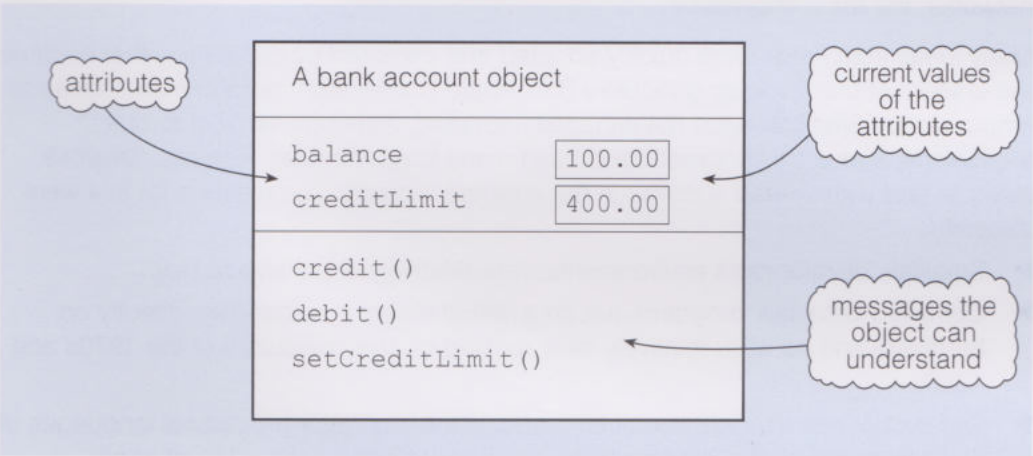 A bank account object
attributes
current values
of the
attributes
balance 100.00
creditLimit 400.00
credit()
debit()
setCreditLimit()
messages the
object can
understand